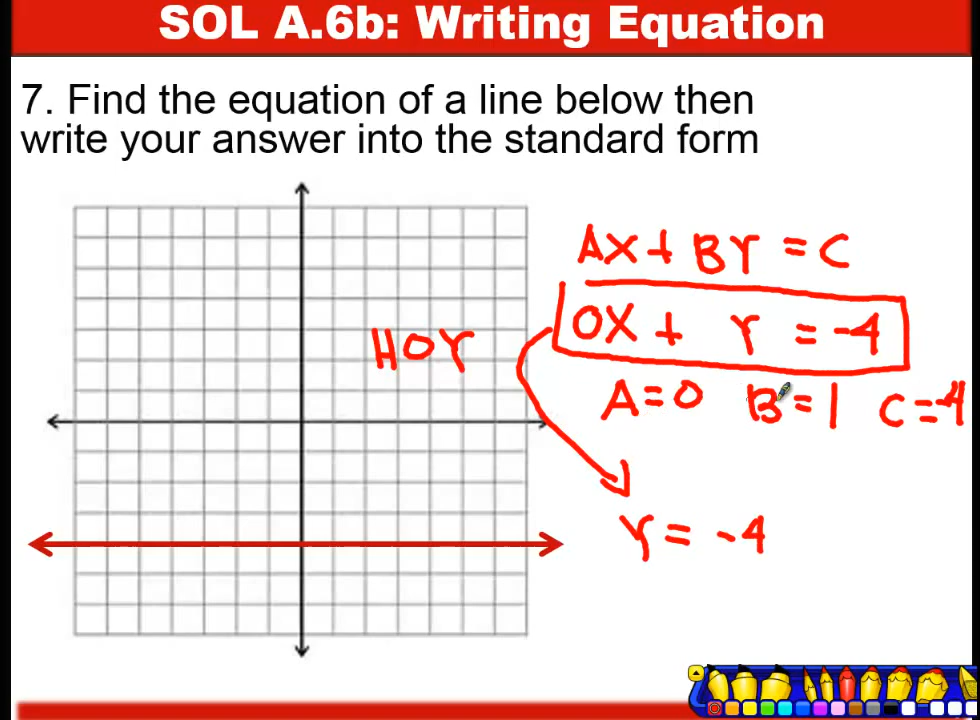 SOL A.6b: Writing Equation
7. Find the equation of a line below then
write your answer into the standard form
AX + BY = C
OX + Y = -4
HOY
A = 0 B = 1 C = -4
Y = -4